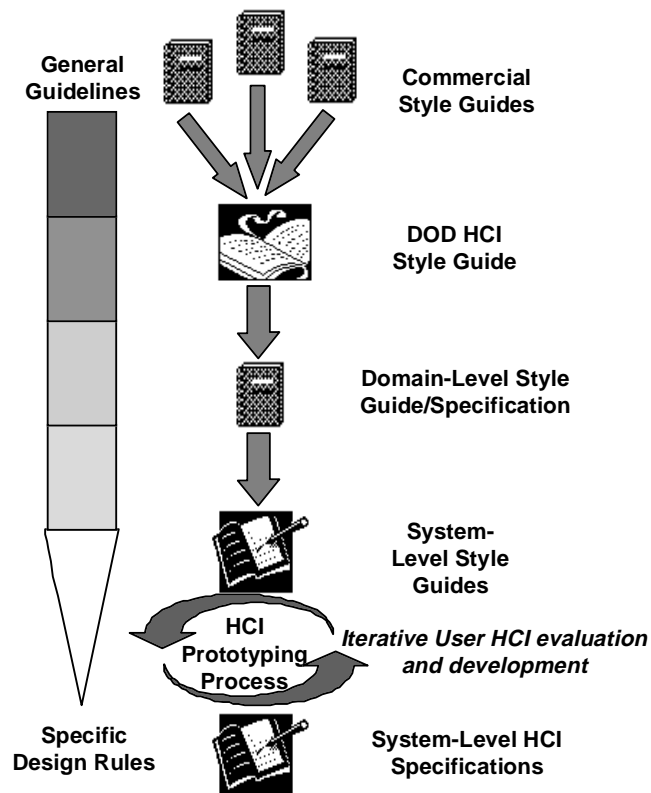 General
Guidelines
Commercial
Style Guides
DOD HCI
Style Guide
Domain-Level Style
Guide/Specification
System-
Level Style
Guides
HCI
Prototyping
Process
Iterative User HCI evaluation
and development
Specific
Design Rules
System-Level HCI
Specifications